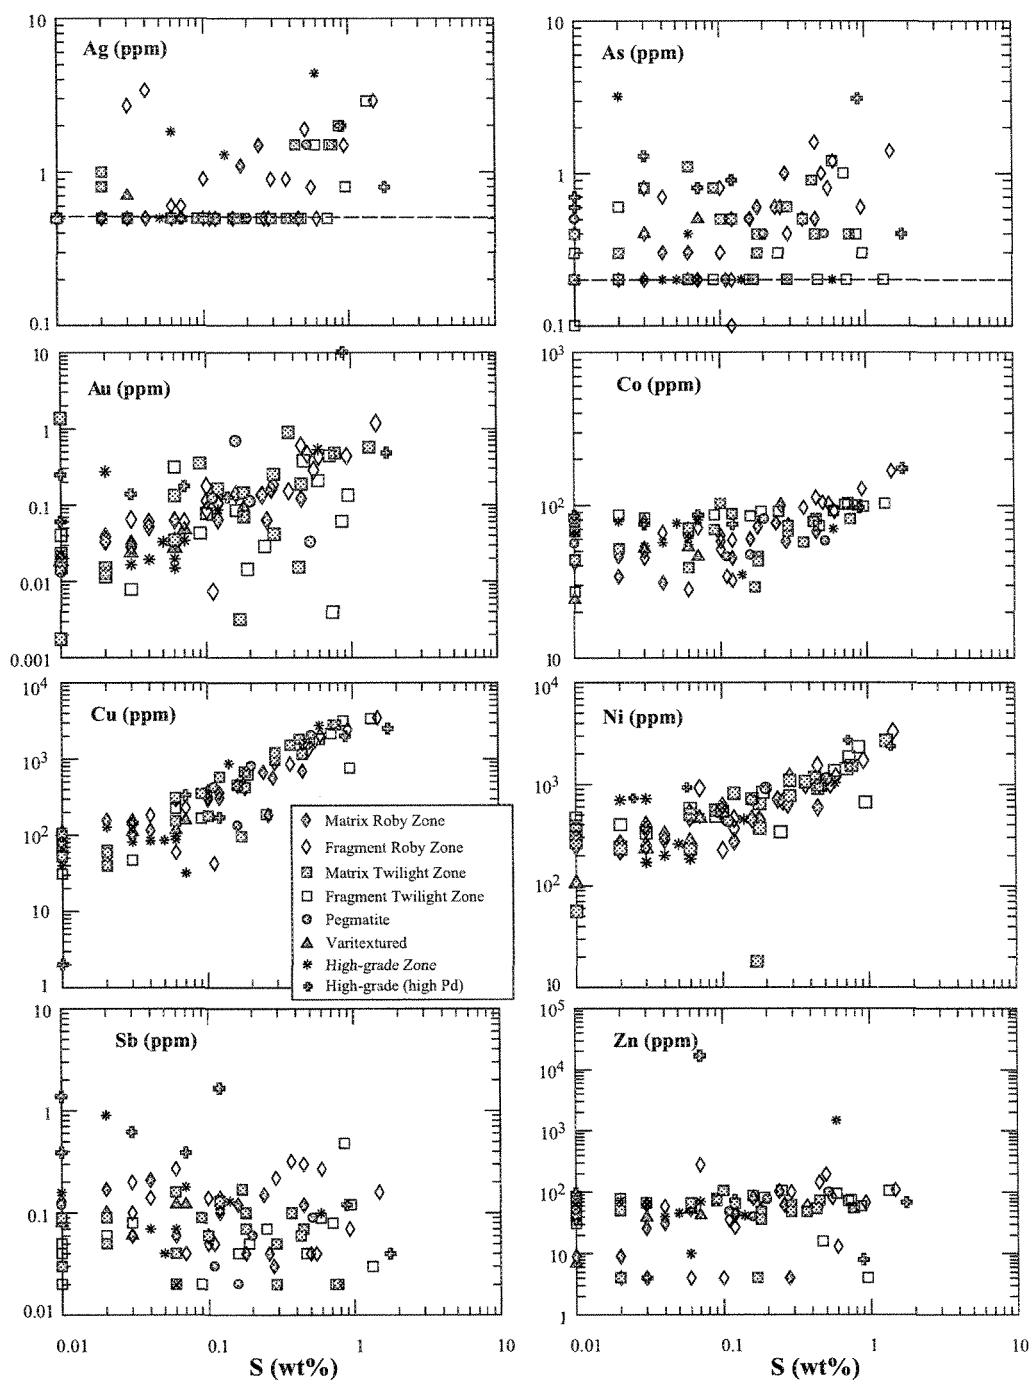 10
Ag (ppm)
1
0.1
10
As (ppm)
1
0.1
10
Au (ppm)
1
0.1
0.01
0.001
10³
Co (ppm)
10²
10
10⁴
Cu (ppm)
10³
10²
10
1
Matrix Roby Zone
Fragment Roby Zone
Matrix Twilight Zone
Fragment Twilight Zone
Pegmatite
Varitextured
High-grade Zone
High-grade (high Pd)
10⁴
Ni (ppm)
10³
10²
10
10
Sb (ppm)
1
0.1
0.01
0.01 0.1 1 10
S (wt%)
10⁵
Zn (ppm)
10⁴
10³
10²
10
1
0.01 0.1 1 10
S (wt%)